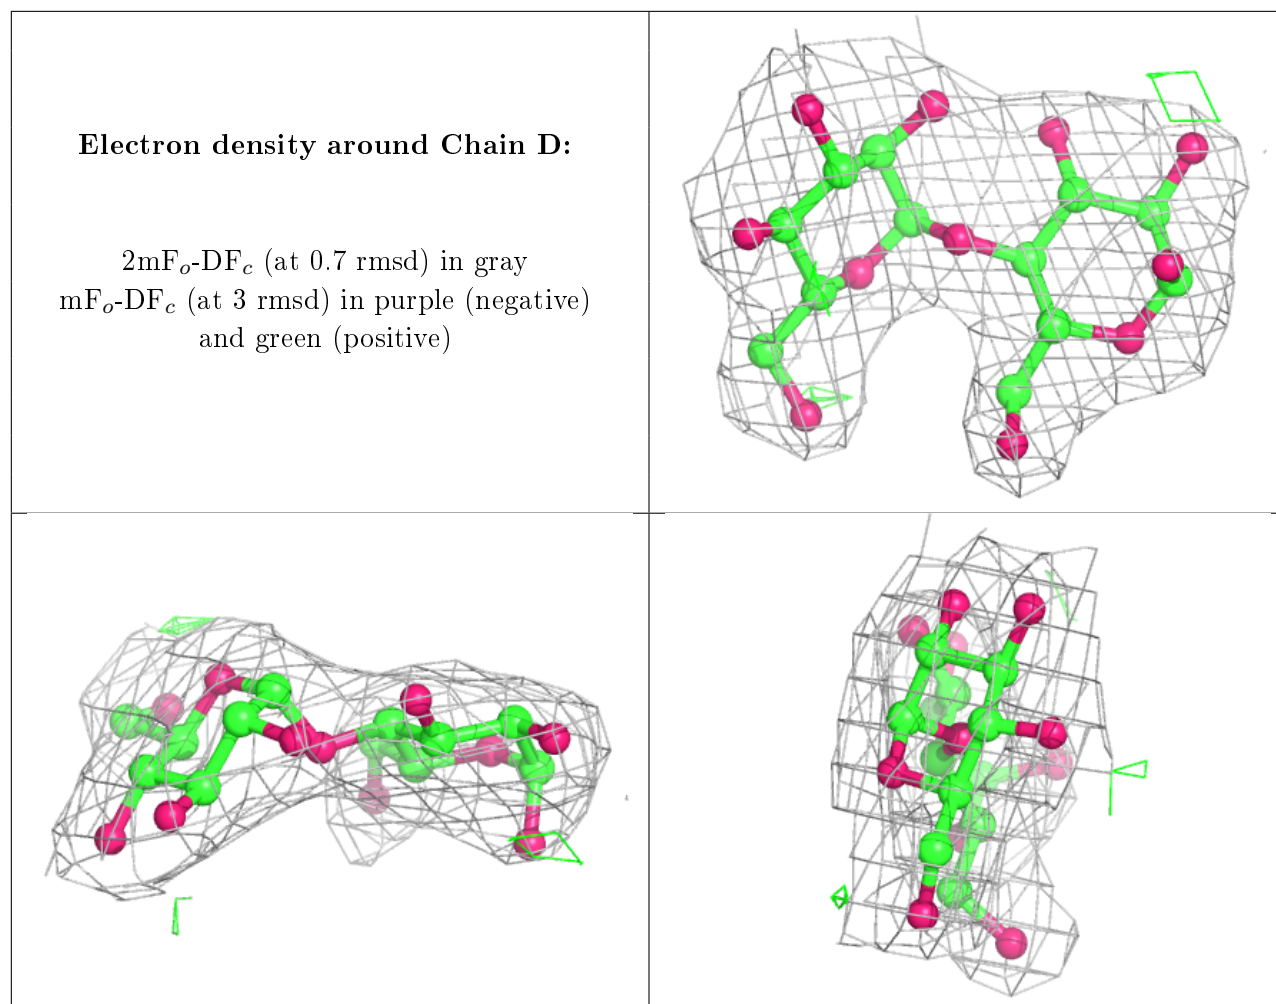 Electron density around Chain D:
2mFₒ-DF𝒸 (at 0.7 rmsd) in gray
mFₒ-DF𝒸 (at 3 rmsd) in purple (negative)
and green (positive)